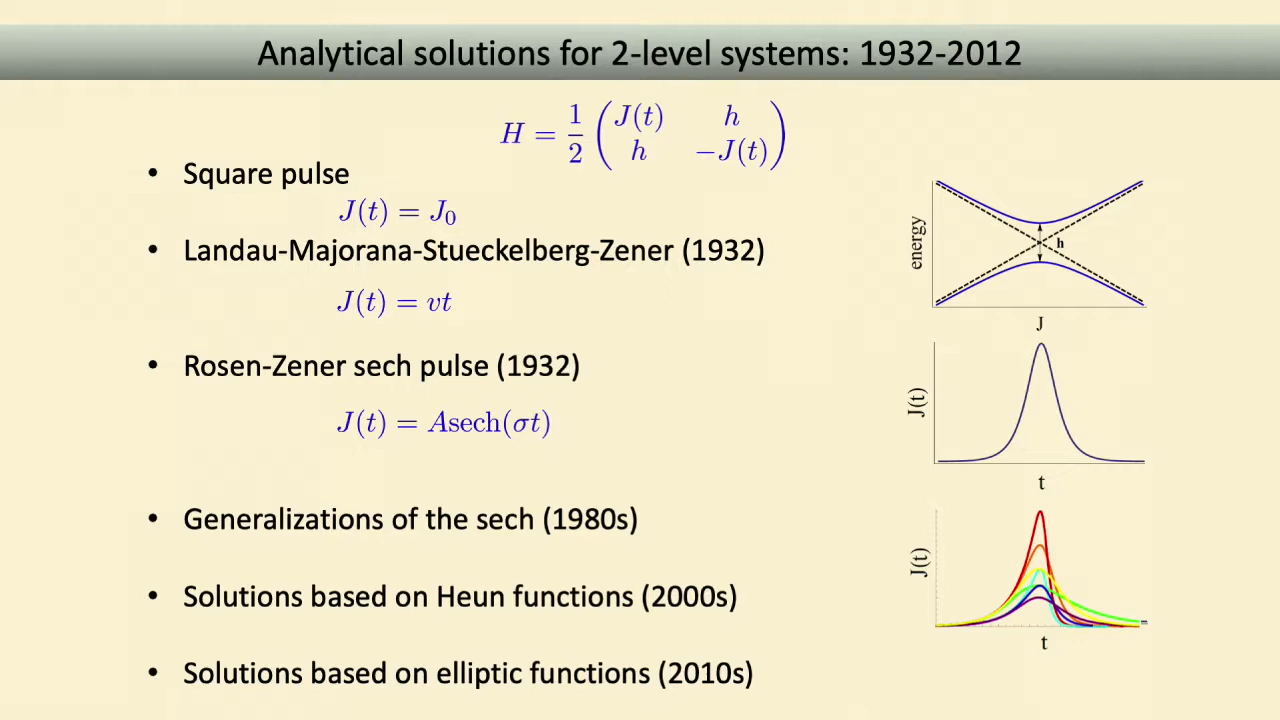 Analytical solutions for 2-level systems: 1932-2012
H = 1/2 ( J(t) h
h −J(t) )
• Square pulse
J(t) = J₀
• Landau-Majorana-Stueckelberg-Zener (1932)
J(t) = vt
• Rosen-Zener sech pulse (1932)
J(t) = Asech(σt)
• Generalizations of the sech (1980s)
• Solutions based on Heun functions (2000s)
• Solutions based on elliptic functions (2010s)
energy
h
J
J(t)
t
J(t)
t